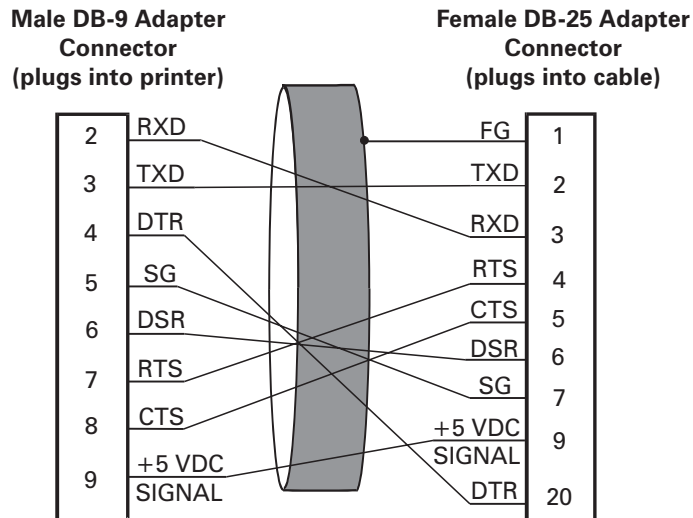 Male DB-9 Adapter
Connector
(plugs into printer)
Female DB-25 Adapter
Connector
(plugs into cable)
2 RXD
3 TXD
4 DTR
5 SG
6 DSR
7 RTS
8 CTS
9 +5 VDC
SIGNAL
FG 1
TXD 2
RXD 3
RTS 4
CTS 5
DSR 6
SG 7
+5 VDC 9
SIGNAL
DTR 20